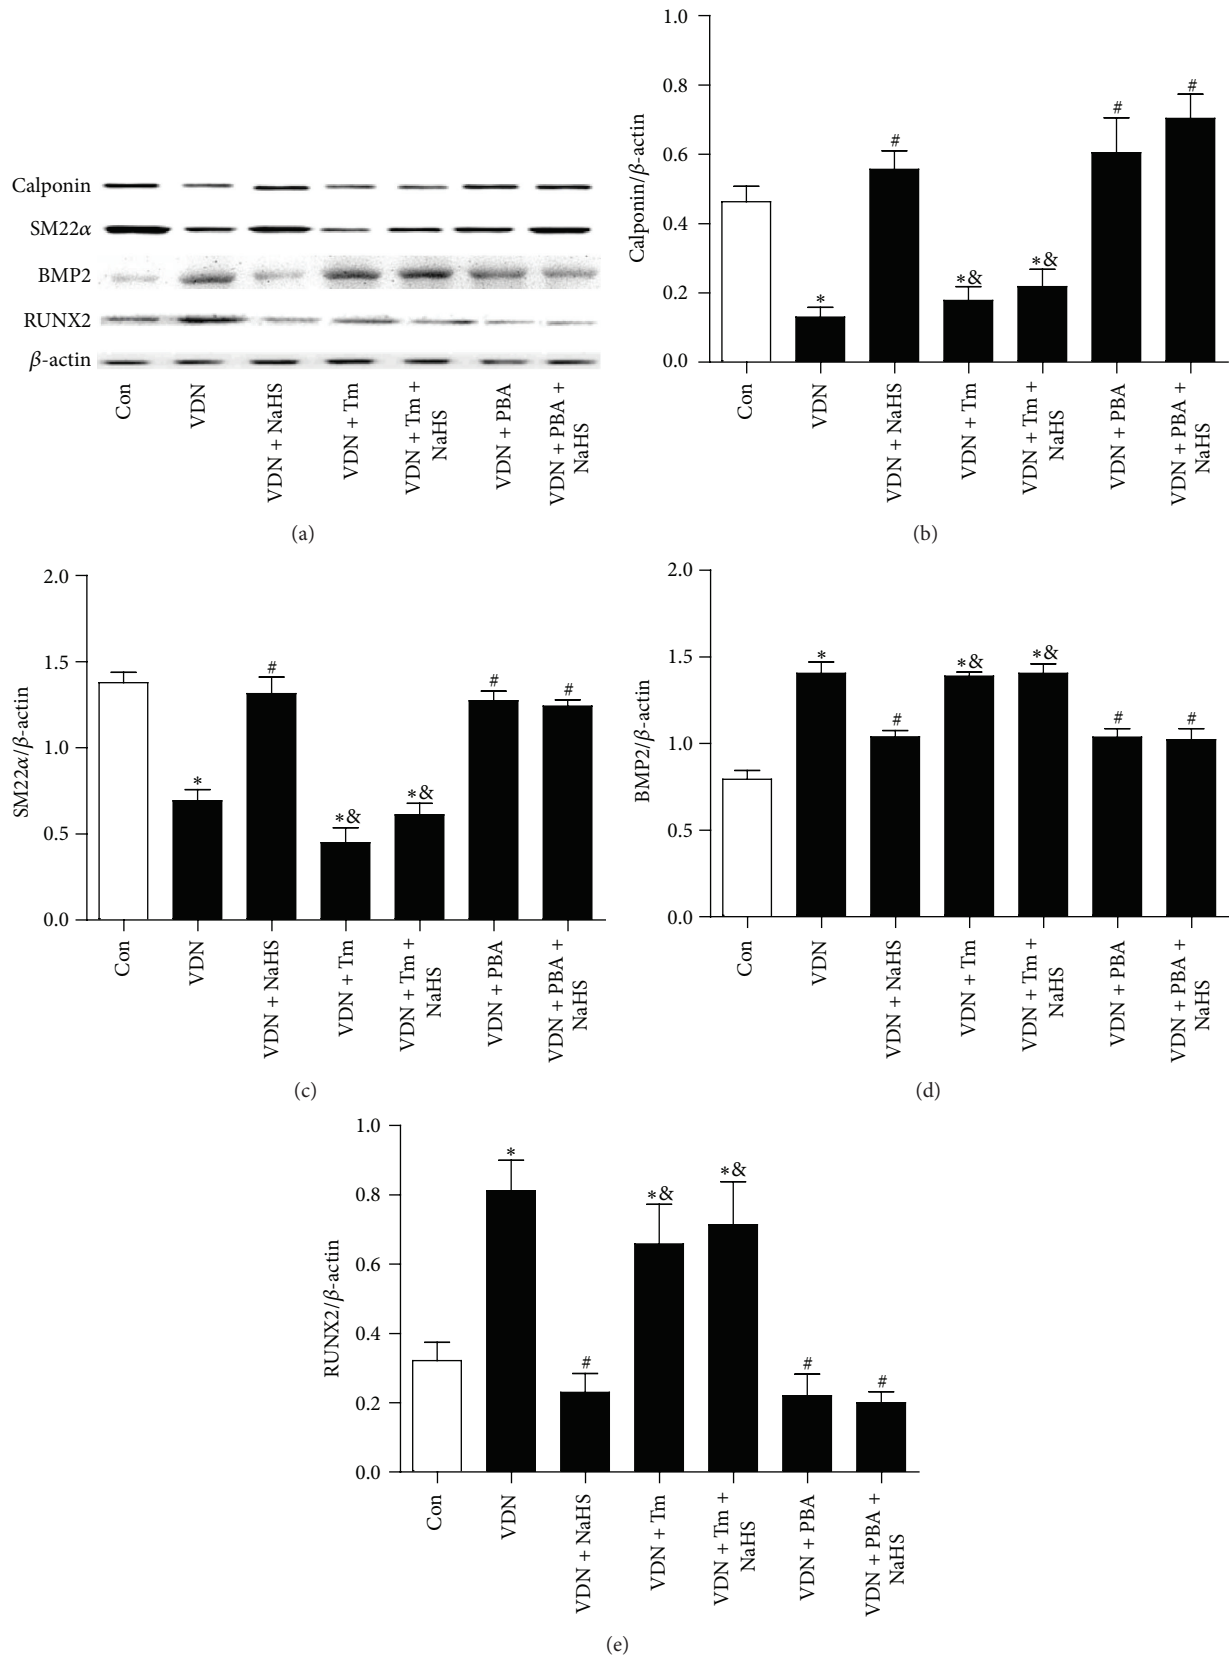 Calponin
SM22α
BMP2
RUNX2
β-actin
Con
VDN
VDN + NaHS
VDN + Tm
VDN + Tm +
NaHS
VDN + PBA
VDN + PBA +
NaHS
(a)
Calponin/β-actin
1.0
0.8
0.6
0.4
0.2
0.0
*
#
*&
*&
#
#
Con
VDN
VDN + NaHS
VDN + Tm
VDN + Tm +
NaHS
VDN + PBA
VDN + PBA +
NaHS
(b)
SM22α/β-actin
2.0
1.5
1.0
0.5
0.0
*
#
*&
*&
#
#
Con
VDN
VDN + NaHS
VDN + Tm
VDN + Tm +
NaHS
VDN + PBA
VDN + PBA +
NaHS
(c)
BMP2/β-actin
2.0
1.5
1.0
0.5
0.0
*
#
*&
*&
#
#
Con
VDN
VDN + NaHS
VDN + Tm
VDN + Tm +
NaHS
VDN + PBA
VDN + PBA +
NaHS
(d)
RUNX2/β-actin
1.0
0.8
0.6
0.4
0.2
0.0
*
#
*&
*&
#
#
Con
VDN
VDN + NaHS
VDN + Tm
VDN + Tm +
NaHS
VDN + PBA
VDN + PBA +
NaHS
(e)